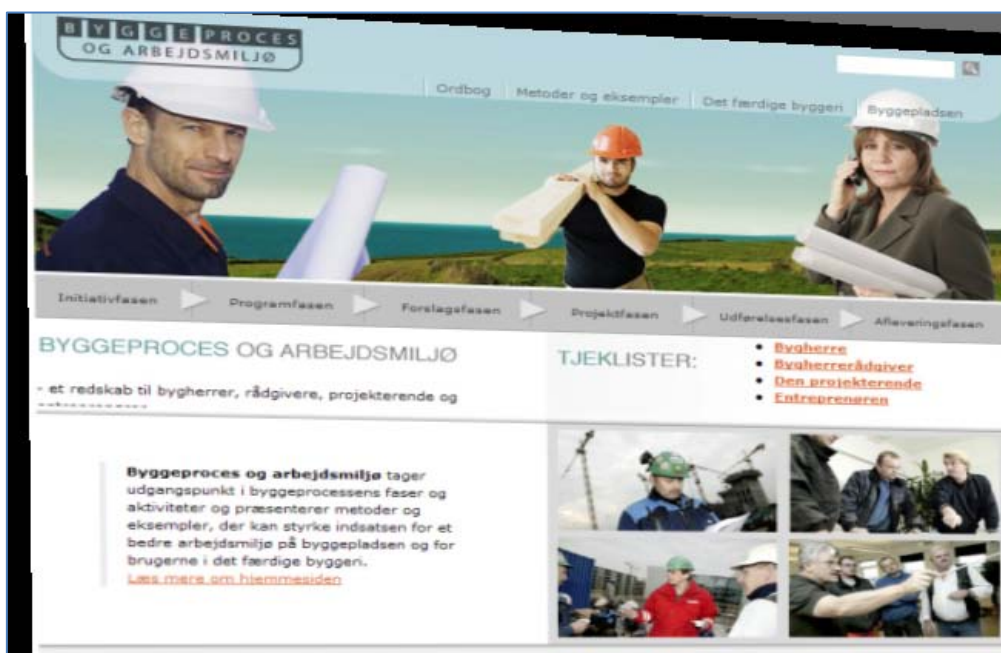 BYGGEPROCES
OG ARBEJDSMILJØ
Ordbog
Metoder og eksempler
Det færdige byggeri
Byggepladsen
Initiativfasen
Programfasen
Forslagsfasen
Projektfasen
Udførelsesfasen
Afleveringsfasen
BYGGEPROCES OG ARBEJDSMILJØ
- et redskab til bygherrer, rådgivere, projekterende og
TJEKLISTER:
Bygherre
Bygherrerådgiver
Den projekterende
Entreprenøren
Byggeproces og arbejdsmiljø tager
udgangspunkt i byggeprocessens faser og
aktiviteter og præsenterer metoder og
eksempler, der kan styrke indsatsen for et
bedre arbejdsmiljø på byggepladsen og for
brugerne i det færdige byggeri.
Læs mere om hjemmesiden